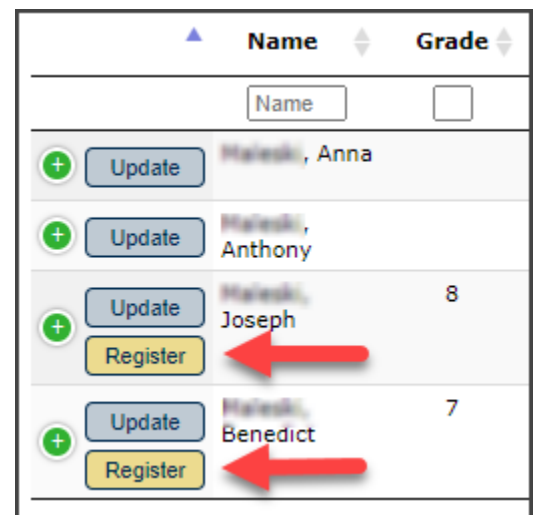 Name Grade
Name
Update , Anna
Update ,
Anthony
Update 8
Joseph
Register
Update 7
Benedict
Register